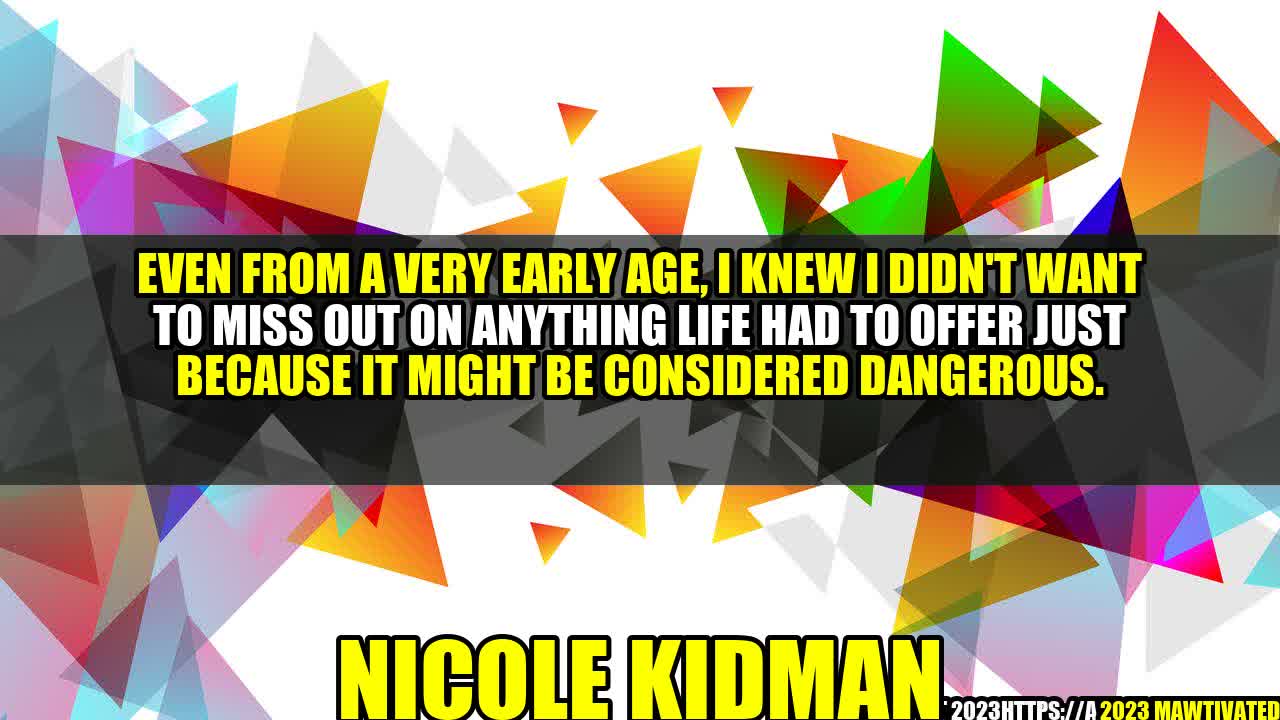 EVEN FROM A VERY EARLY AGE, I KNEW I DIDN'T WANT
TO MISS OUT ON ANYTHING LIFE HAD TO OFFER JUST
BECAUSE IT MIGHT BE CONSIDERED DANGEROUS.
NICOLE KIDMAN
2023HTTPS://A 2023 MAWTIVATED